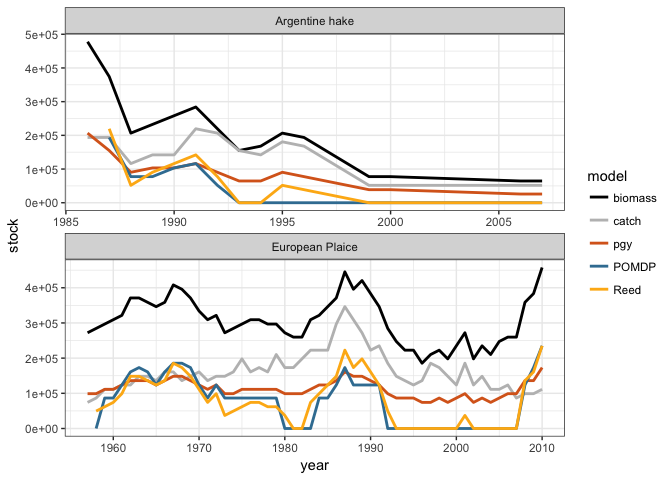 Argentine hake
5e+05
4e+05
3e+05
2e+05
1e+05
0e+00
1985 1990 1995 2000 2005
stock
European Plaice
4e+05
3e+05
2e+05
1e+05
0e+00
1960 1970 1980 1990 2000 2010
year
model
biomass
catch
pgy
POMDP
Reed